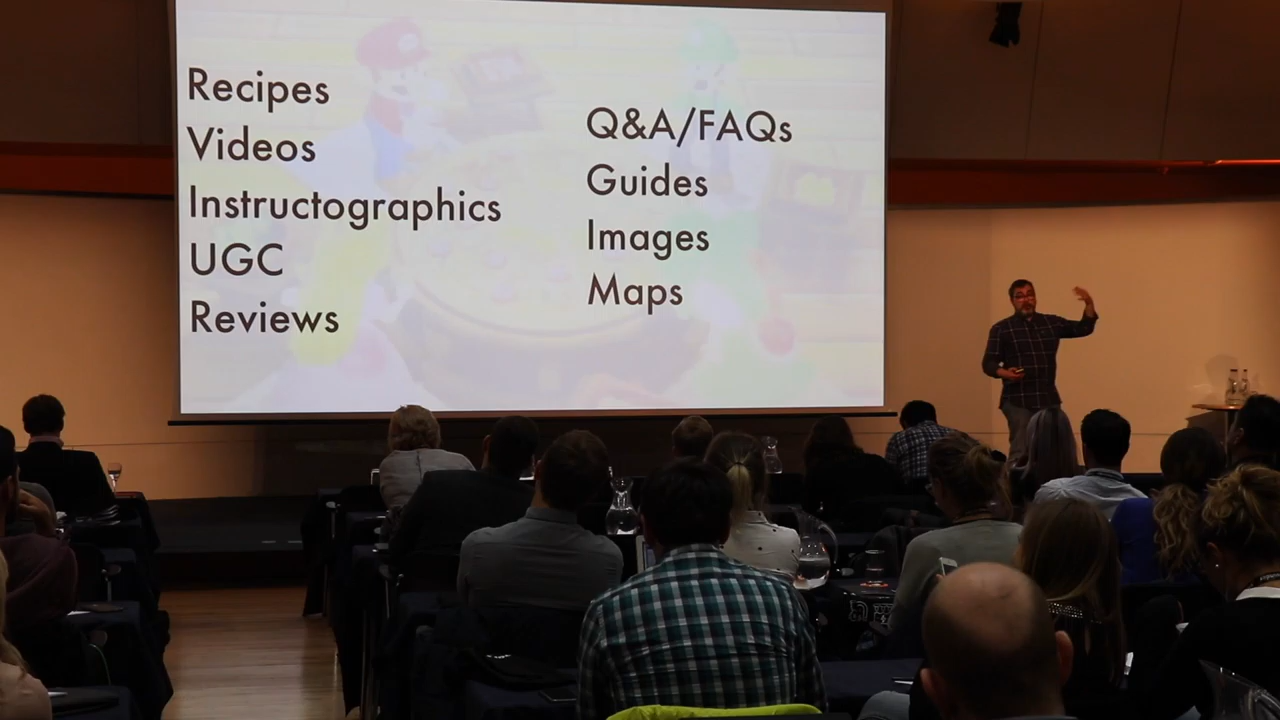 Recipes
Videos
Instructographics
UGC
Reviews
Q&A/FAQs
Guides
Images
Maps